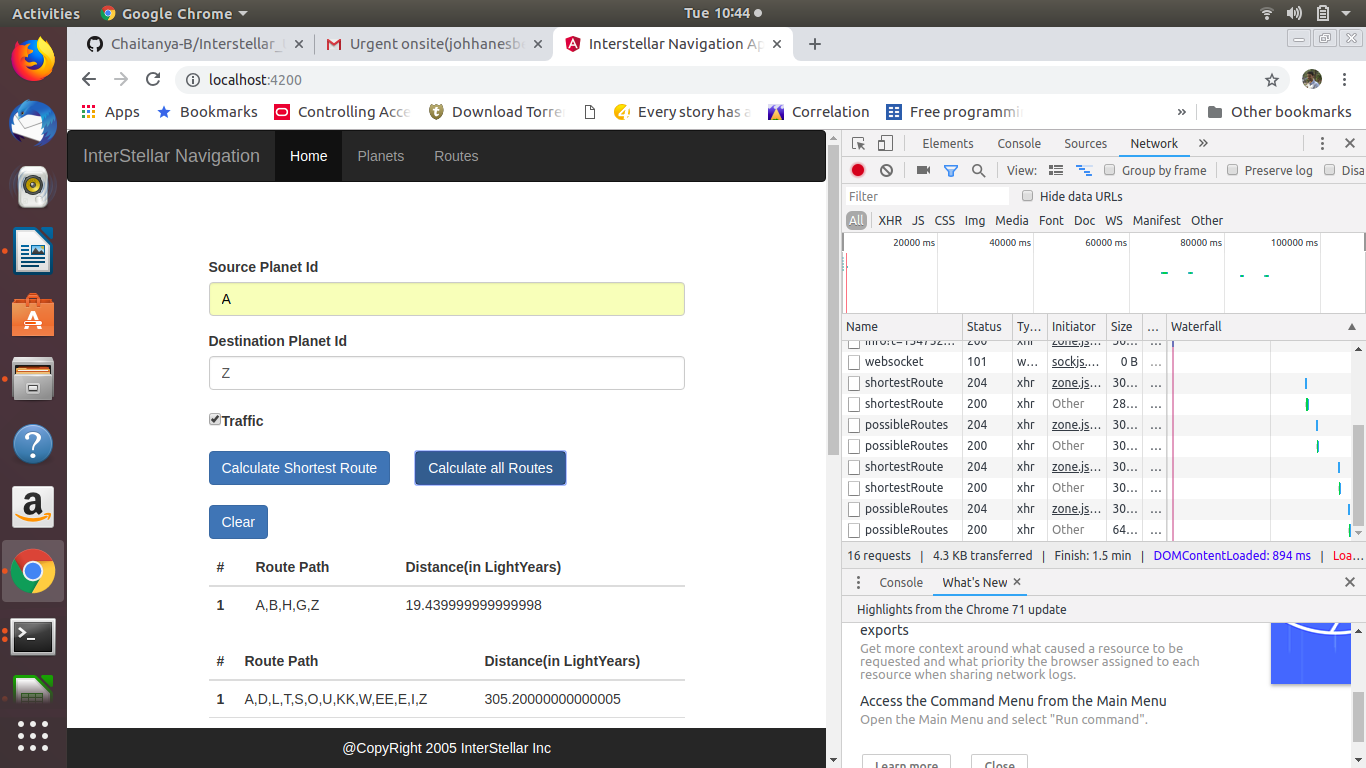 Activities Google Chrome Tue 10:44
Chaitanya-B/Interstellar_ Urgent onsite(johhanesb Interstellar Navigation Ap
localhost:4200
Apps Bookmarks Controlling Acce Download Torre Every story has a Correlation Free programmi » Other bookmarks
InterStellar Navigation Home Planets Routes
Source Planet Id
A
Destination Planet Id
Z
Traffic
Calculate Shortest Route Calculate all Routes
Clear
# Route Path Distance(in LightYears)
1 A,B,H,G,Z 19.439999999999998
# Route Path Distance(in LightYears)
1 A,D,L,T,S,O,U,KK,W,EE,E,I,Z 305.20000000000005
@CopyRight 2005 InterStellar Inc
Elements Console Sources Network »
View: Group by frame Preserve log Disa
Filter Hide data URLs
All XHR JS CSS Img Media Font Doc WS Manifest Other
20000 ms 40000 ms 60000 ms 80000 ms 100000 ms
Name Status Ty... Initiator Size ... Waterfall
websocket 101 w... sockjs.... 0 B ...
shortestRoute 204 xhr zone.js... 30... ...
shortestRoute 200 xhr Other 28... ...
possibleRoutes 204 xhr zone.js... 30... ...
possibleRoutes 200 xhr Other 30... ...
shortestRoute 204 xhr zone.js... 30... ...
shortestRoute 200 xhr Other 30... ...
possibleRoutes 204 xhr zone.js... 30... ...
possibleRoutes 200 xhr Other 64... ...
16 requests | 4.3 KB transferred | Finish: 1.5 min | DOMContentLoaded: 894 ms | Loa...
Console What's New
Highlights from the Chrome 71 update
exports
Get more context around what caused a resource to be
requested and what priority the browser assigned to each
resource when sharing network logs.
Access the Command Menu from the Main Menu
Open the Main Menu and select "Run command".
Learn more Close